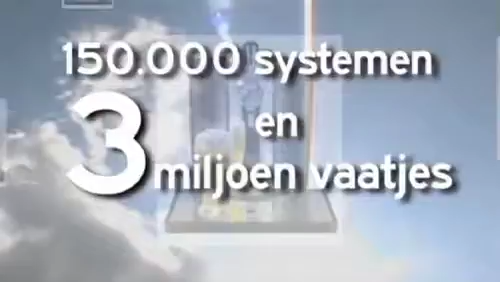 150.000 systemen
en
3 miljoen vaatjes